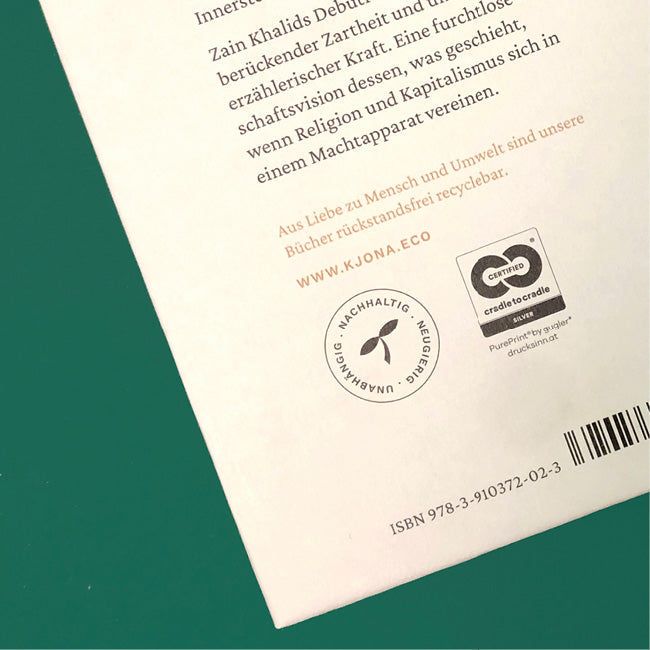 Innerste
Zain Khalids Debüt
berückender Zartheit und un
erzählerischer Kraft. Eine furchtlose
schaftsvision dessen, was geschieht,
wenn Religion und Kapitalismus sich in
einem Machtapparat vereinen.
Aus Liebe zu Mensch und Umwelt sind unsere
Bücher rückstandsfrei recyclebar.
WWW.KJONA.ECO
NACHHALTIG · NEUGIERIG · UNABHÄNGIG ·
CERTIFIED
®
cradletocradle
SILVER
PurePrint® by gugler*
drucksinn.at
ISBN 978-3-910372-02-3